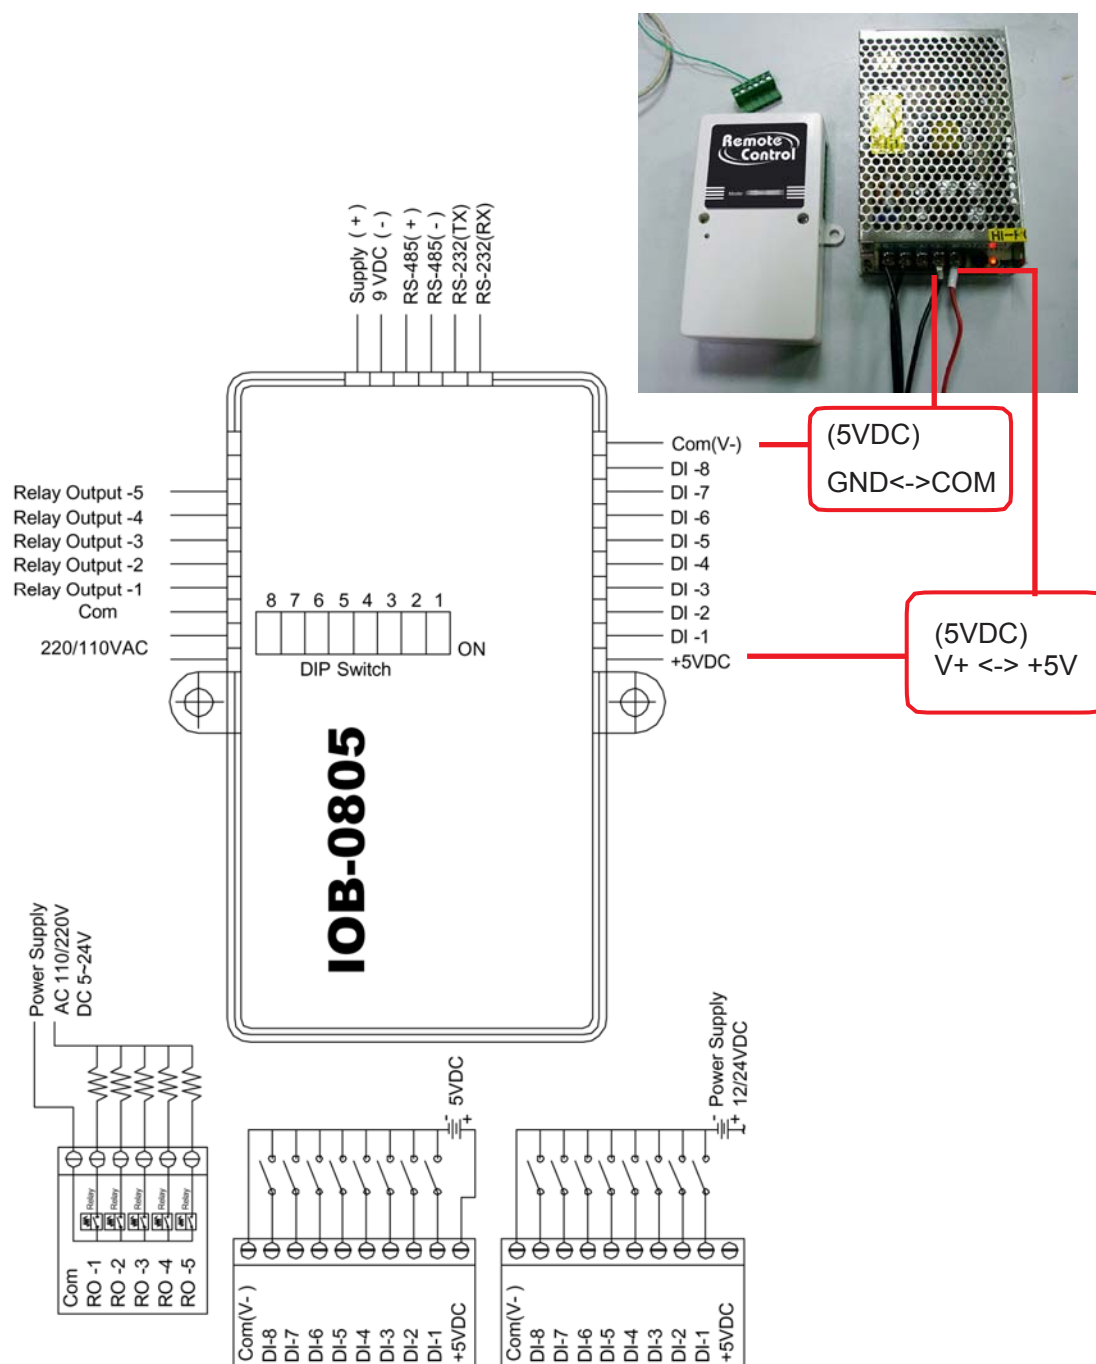 Remote
Control
Model
HI-
Supply ( + )
9 VDC ( - )
RS-485( + )
RS-485( - )
RS-232(TX)
RS-232(RX)
(5VDC)
GND<->COM
Com(V-)
DI -8
DI -7
DI -6
DI -5
DI -4
DI -3
DI -2
DI -1
+5VDC
(5VDC)
V+ <-> +5V
Relay Output -5
Relay Output -4
Relay Output -3
Relay Output -2
Relay Output -1
Com
220/110VAC
8 7 6 5 4 3 2 1
ON
DIP Switch
IOB-0805
Power Supply
AC 110/220V
DC 5~24V
Relay
Relay
Relay
Relay
Relay
Com
RO -1
RO -2
RO -3
RO -4
RO -5
- +
5VDC
Com(V- )
DI-8
DI-7
DI-6
DI-5
DI-4
DI-3
DI-2
DI-1
+5VDC
- +
Power Supply
12/24VDC
Com(V- )
DI-8
DI-7
DI-6
DI-5
DI-4
DI-3
DI-2
DI-1
+5VDC